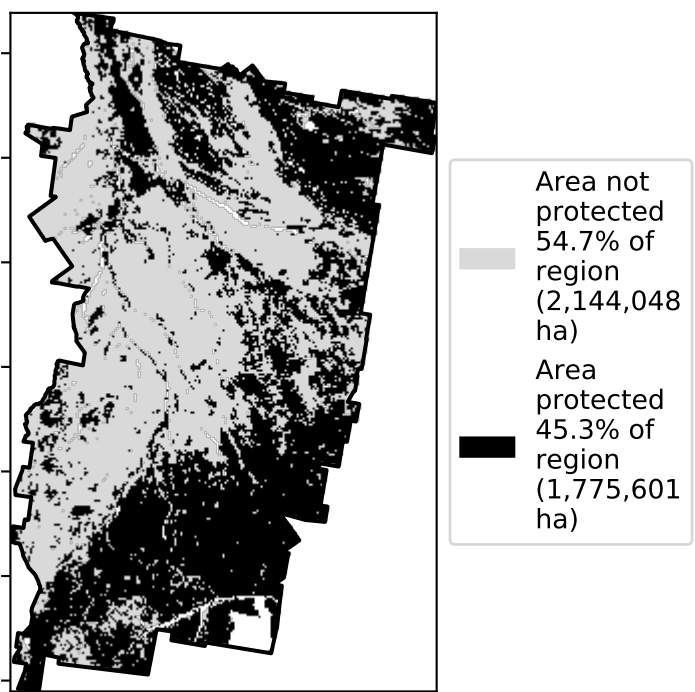 Area not
protected
54.7% of
region
(2,144,048
ha)
Area
protected
45.3% of
region
(1,775,601
ha)